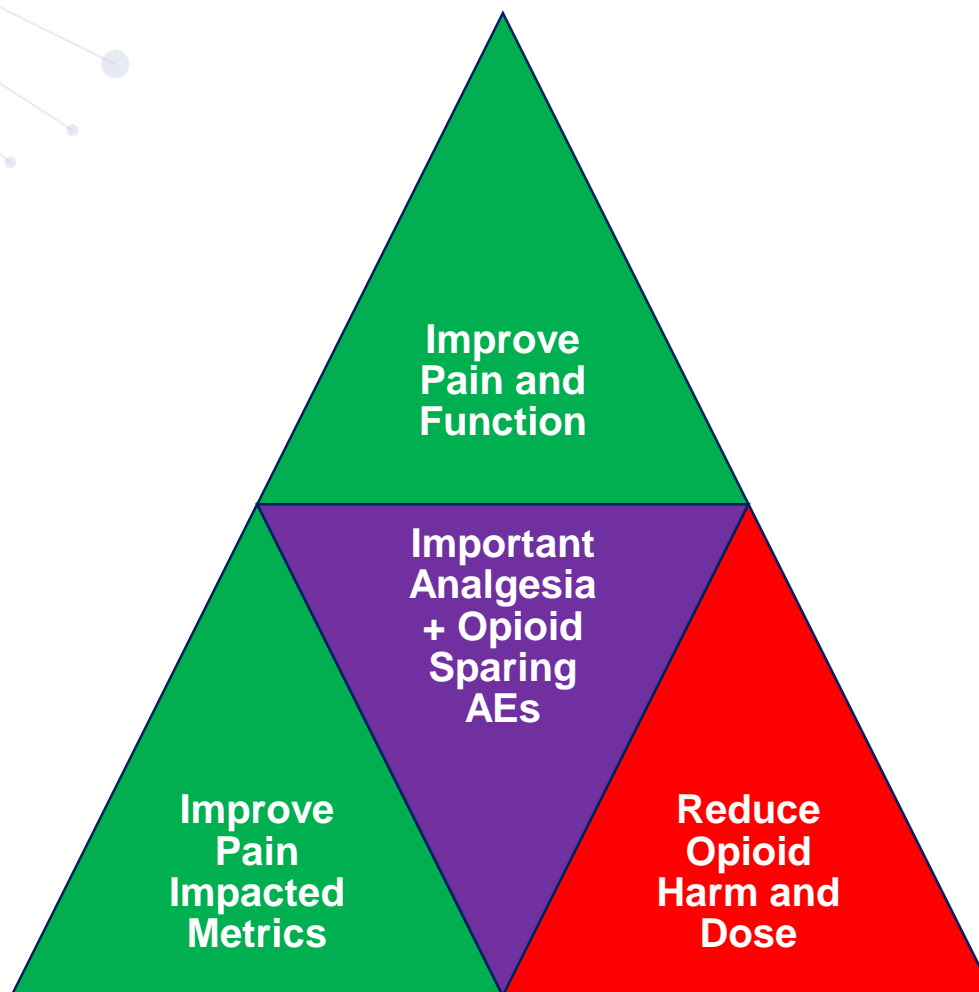 Improve
Pain and
Function
Important
Analgesia
+ Opioid
Sparing
AEs
Improve
Pain
Impacted
Metrics
Reduce
Opioid
Harm and
Dose